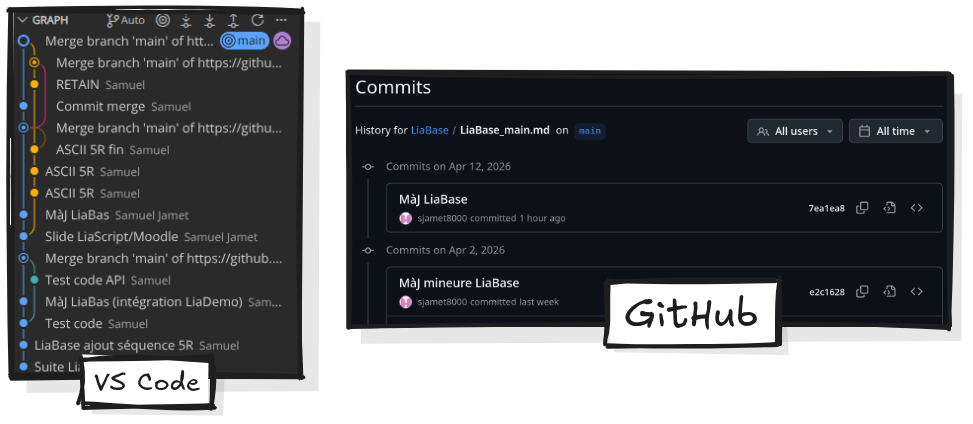 GRAPH Auto ...
Merge branch 'main' of htt... main
Merge branch 'main' of https://githu...
RETAIN Samuel
Commit merge Samuel
Merge branch 'main' of https://githu...
ASCII 5R fin Samuel
ASCII 5R Samuel
ASCII 5R Samuel
MàJ LiaBas Samuel Jamet
Slide LiaScript/Moodle Samuel Jamet
Merge branch 'main' of https://github....
Test code API Samuel
MàJ LiaBas (intégration LiaDemo) Sam...
Test code Samuel
LiaBase ajout séquence 5R Samuel
Suite
VS Code
Commits
History for LiaBase / LiaBase_main.md on main
All users
All time
Commits on Apr 12, 2026
MàJ LiaBase
sjamet8000 committed 1 hour ago
7ea1ea8
Commits on Apr 2, 2026
MàJ mineure LiaBase
sjamet8000 committed last week
e2c1628
GitHub